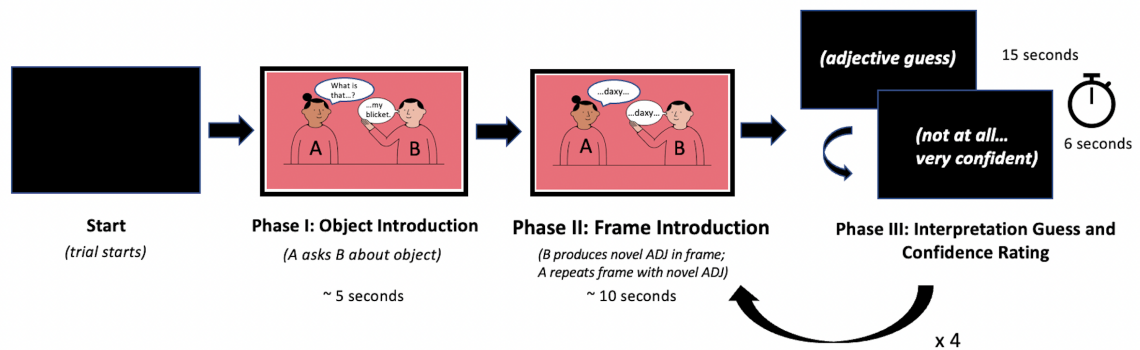 Start
(trial starts)
What is
that...?
...my
blicket.
A
B
Phase I: Object Introduction
(A asks B about object)
~ 5 seconds
...daxy...
...daxy...
A
B
Phase II: Frame Introduction
(B produces novel ADJ in frame;
A repeats frame with novel ADJ)
~ 10 seconds
(adjective guess)
15 seconds
(not at all...
very confident)
6 seconds
Phase III: Interpretation Guess and
Confidence Rating
x 4